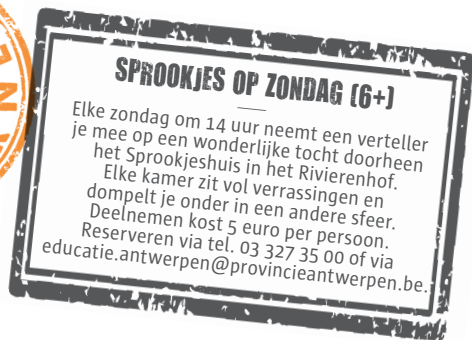 SPROOKJES OP ZONDAG (6+)
Elke zondag om 14 uur neemt een verteller
je mee op een wonderlijke tocht doorheen
het Sprookjeshuis in het Rivierenhof.
Elke kamer zit vol verrassingen en
dompelt je onder in een andere sfeer.
Deelnemen kost 5 euro per persoon.
Reserveren via tel. 03 327 35 00 of via
educatie.antwerpen@provincieantwerpen.be.